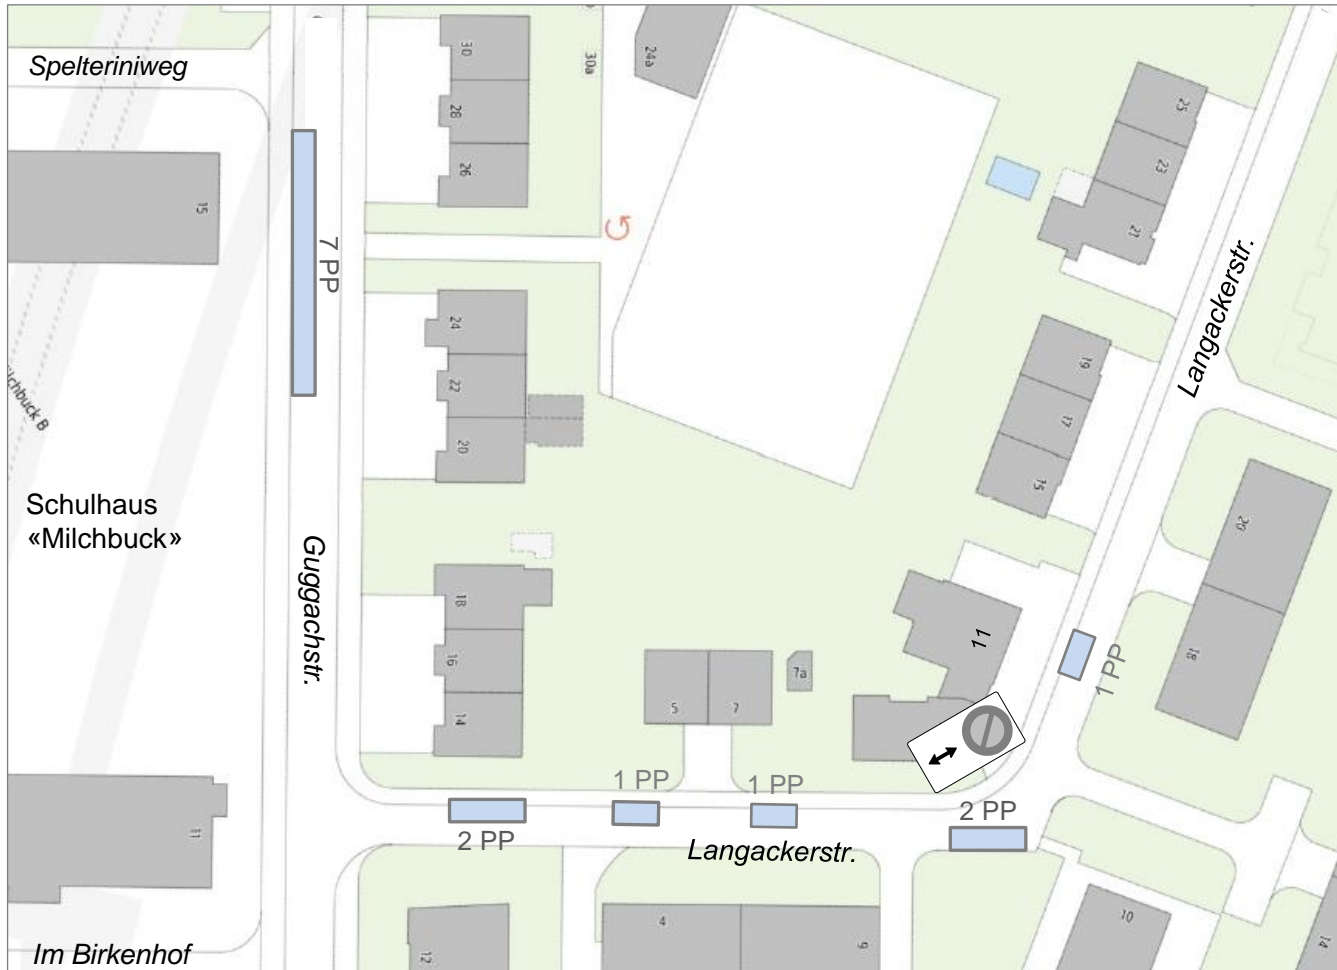 Spelteriniweg
30
28
26
30a
24a
25
23
21
15
7 PP
Langackerstr.
24
22
20
19
17
15
lchbuck B
Schulhaus
«Milchbuck»
Guggachstr.
18
16
14
5
7
7a
11
1 PP
20
18
1 PP
1 PP
2 PP
2 PP
Langackerstr.
11
12
4
9
10
14
Im Birkenhof